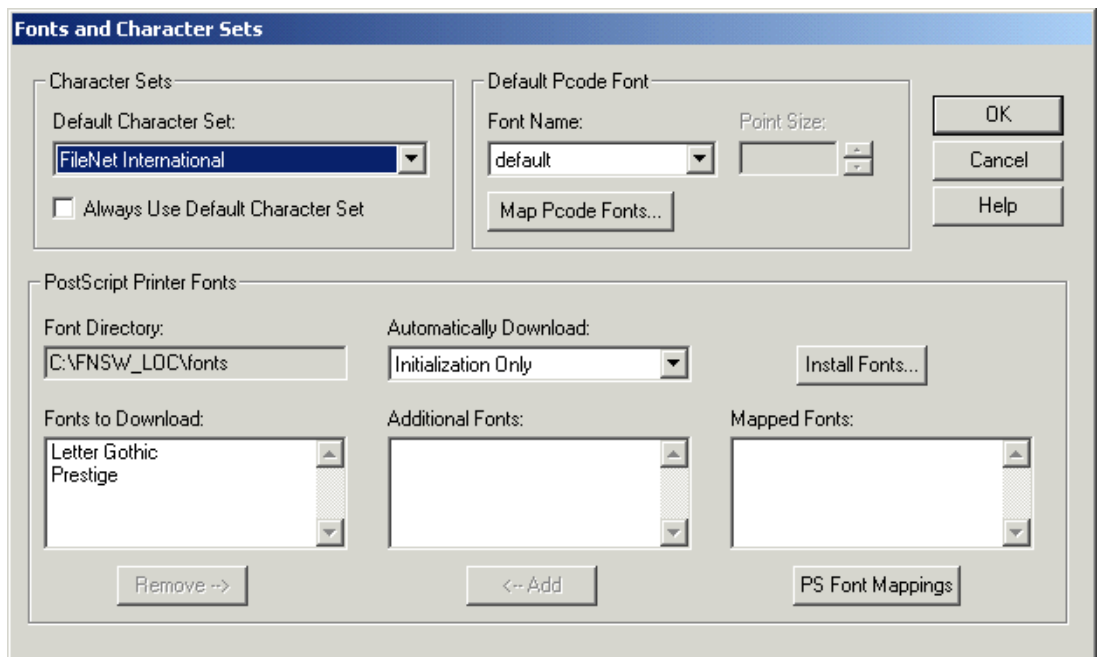 Fonts and Character Sets
Character Sets
Default Character Set:
FileNet International
Always Use Default Character Set
Default Pcode Font
Font Name:
Point Size:
default
Map Pcode Fonts...
OK
Cancel
Help
PostScript Printer Fonts
Font Directory:
C:\FNSW_LOC\fonts
Automatically Download:
Initialization Only
Install Fonts...
Fonts to Download:
Letter Gothic
Prestige
Additional Fonts:
Mapped Fonts:
Remove -->
<-- Add
PS Font Mappings